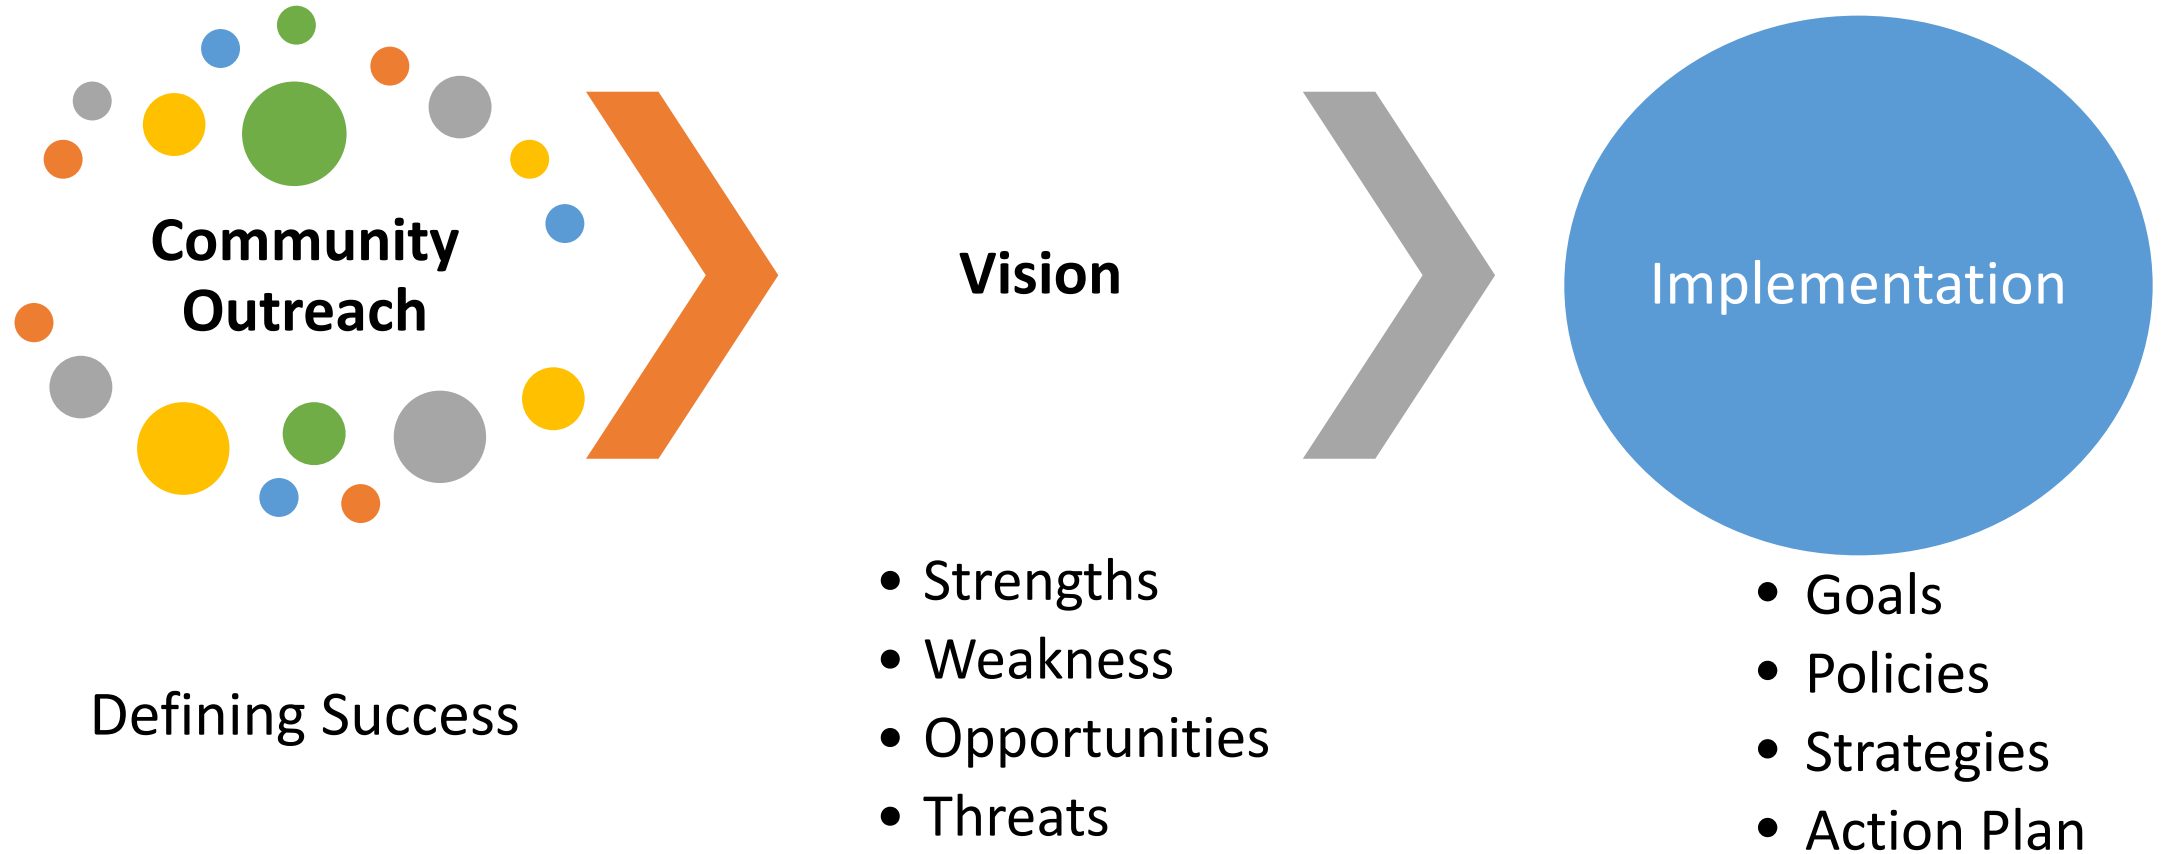 Community
Outreach
Vision
Implementation
Defining Success
• Strengths
• Weakness
• Opportunities
• Threats
• Goals
• Policies
• Strategies
• Action Plan